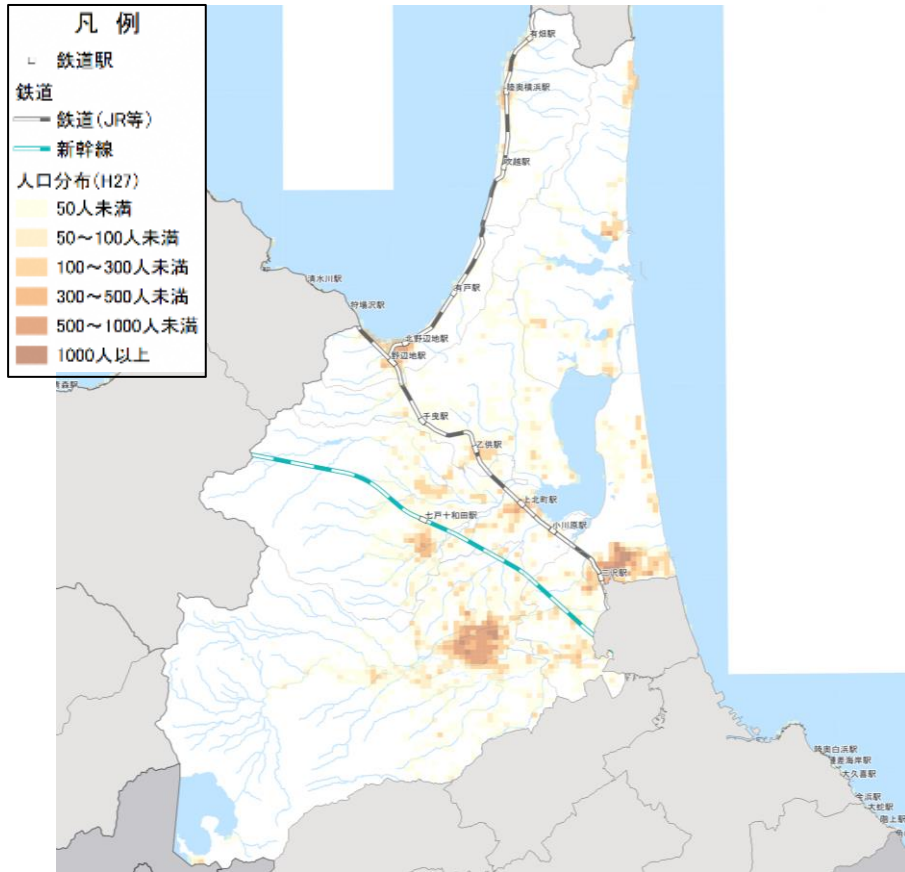 凡 例
鉄道駅
鉄道
鉄道(JR等)
新幹線
人口分布(H27)
50人未満
50～100人未満
100～300人未満
300～500人未満
500～1000人未満
1000人以上
有畑駅
陸奥横浜駅
吹越駅
清水川駅
有戸駅
狩場沢駅
北野辺地駅
野辺地駅
千曳駅
乙供駅
上北町駅
七戸十和田駅
小川原駅
三沢駅
陸奥白浜駅
種差海岸駅
大久喜駅
金浜駅
大蛇駅
階上駅